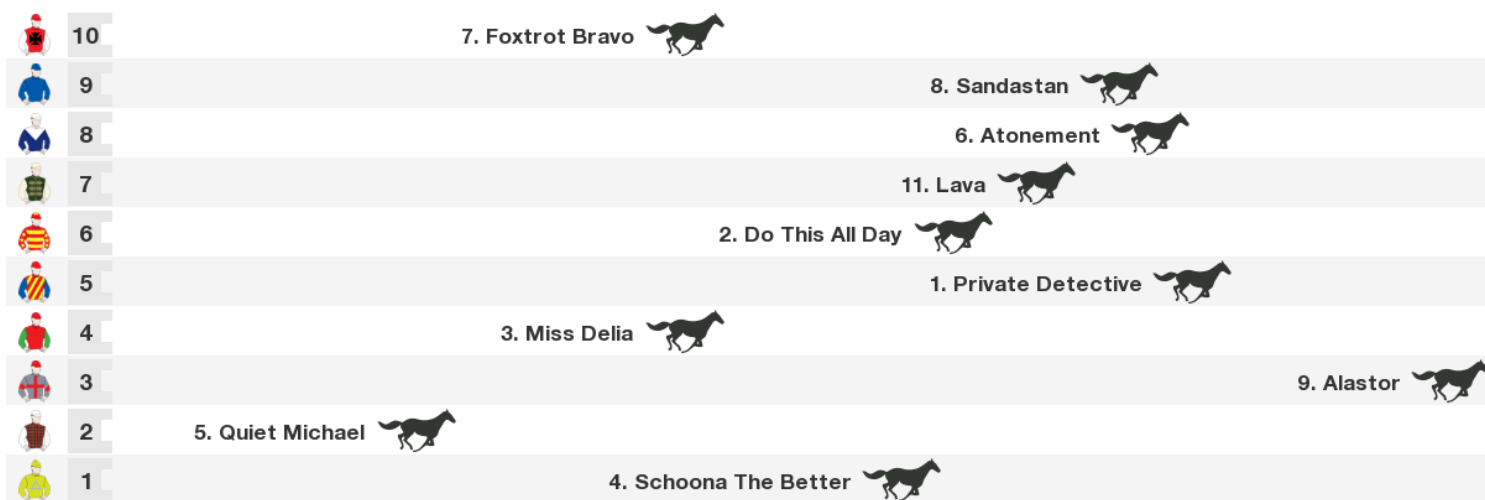 10 7. Foxtrot Bravo
9 8. Sandastan
8 6. Atonement
7 11. Lava
6 2. Do This All Day
5 1. Private Detective
4 3. Miss Delia
3 9. Alastor
2 5. Quiet Michael
1 4. Schoona The Better